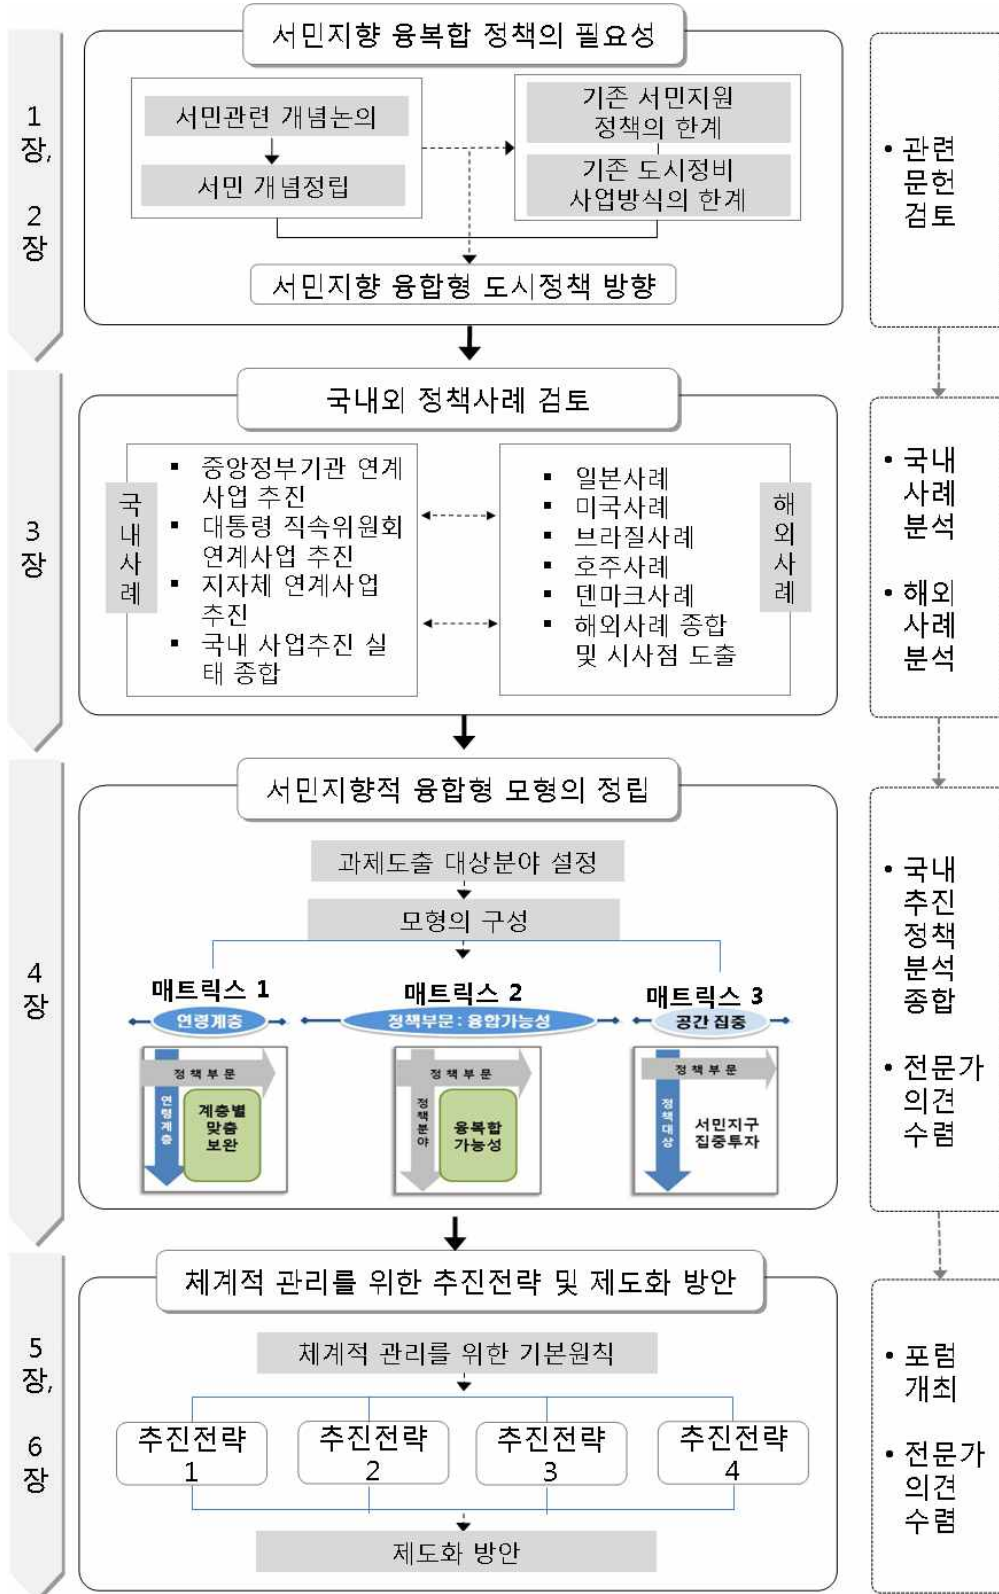 서민지향 융복합 정책의 필요성
1
장,
2
장
서민관련 개념논의
서민 개념정립
기존 서민지원
정책의 한계
기존 도시정비
사업방식의 한계
서민지향 융합형 도시정책 방향
• 관련
문헌
검토
국내외 정책사례 검토
3
장
국
내
사
례
▪ 중앙정부기관 연계
사업 추진
▪ 대통령 직속위원회
연계사업 추진
▪ 지자체 연계사업
추진
▪ 국내 사업추진 실
태 종합
▪ 일본사례
▪ 미국사례
▪ 브라질사례
▪ 호주사례
▪ 덴마크사례
▪ 해외사례 종합
및 시사점 도출
해
외
사
례
• 국내
사례
분석
• 해외
사례
분석
서민지향적 융합형 모형의 정립
4
장
과제도출 대상분야 설정
모형의 구성
매트릭스 1
연령계층
정책부문
연령계층
계층별
맞춤
보완
매트릭스 2
정책부문 : 융합가능성
정책부문
정책분야
융복합
가능성
매트릭스 3
공간 집중
정책부문
정책대상
서민지구
집중투자
• 국내
추진
정책
분석
종합
• 전문가
의견
수렴
체계적 관리를 위한 추진전략 및 제도화 방안
5
장,
6
장
체계적 관리를 위한 기본원칙
추진전략
1
추진전략
2
추진전략
3
추진전략
4
제도화 방안
• 포럼
개최
• 전문가
의견
수렴